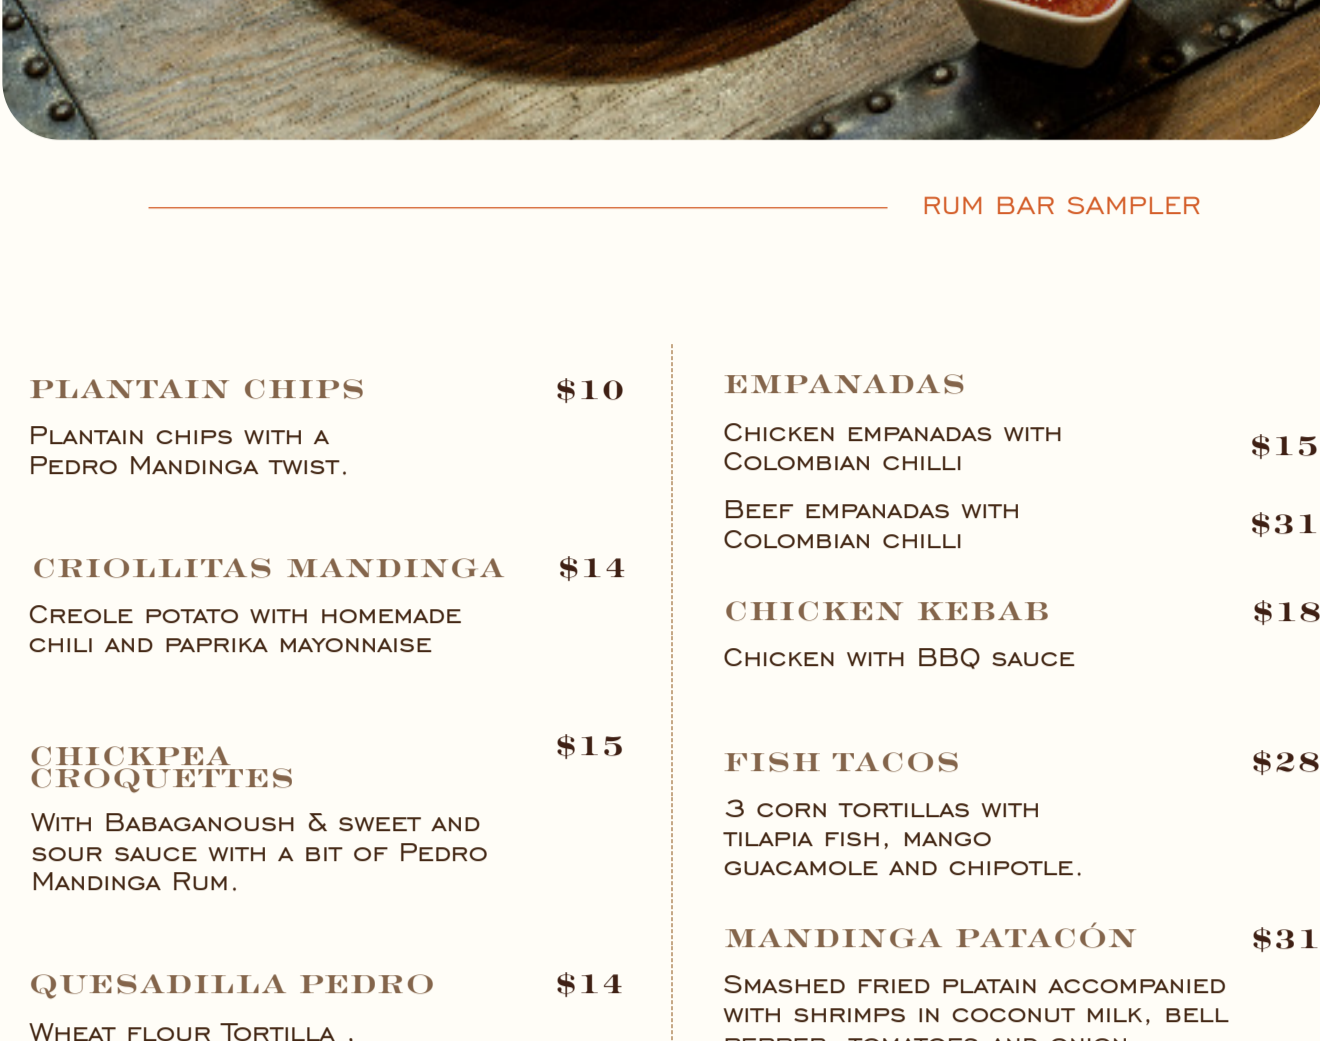 RUM BAR SAMPLER
PLANTAIN CHIPS $10
PLANTAIN CHIPS WITH A
PEDRO MANDINGA TWIST.
CRIOLLITAS MANDINGA $14
CREOLE POTATO WITH HOMEMADE
CHILI AND PAPRIKA MAYONNAISE
CHICKPEA $15
CROQUETTES
WITH BABAGANOUSH & SWEET AND
SOUR SAUCE WITH A BIT OF PEDRO
MANDINGA RUM.
QUESADILLA PEDRO $14
WHEAT FLOUR TORTILLA .
EMPANADAS
CHICKEN EMPANADAS WITH
COLOMBIAN CHILLI $15
BEEF EMPANADAS WITH
COLOMBIAN CHILLI $31
CHICKEN KEBAB $18
CHICKEN WITH BBQ SAUCE
FISH TACOS $28
3 CORN TORTILLAS WITH
TILAPIA FISH, MANGO
GUACAMOLE AND CHIPOTLE.
MANDINGA PATACÓN $31
SMASHED FRIED PLATAIN ACCOMPANIED
WITH SHRIMPS IN COCONUT MILK, BELL
PEPPER, TOMATOES AND ONION